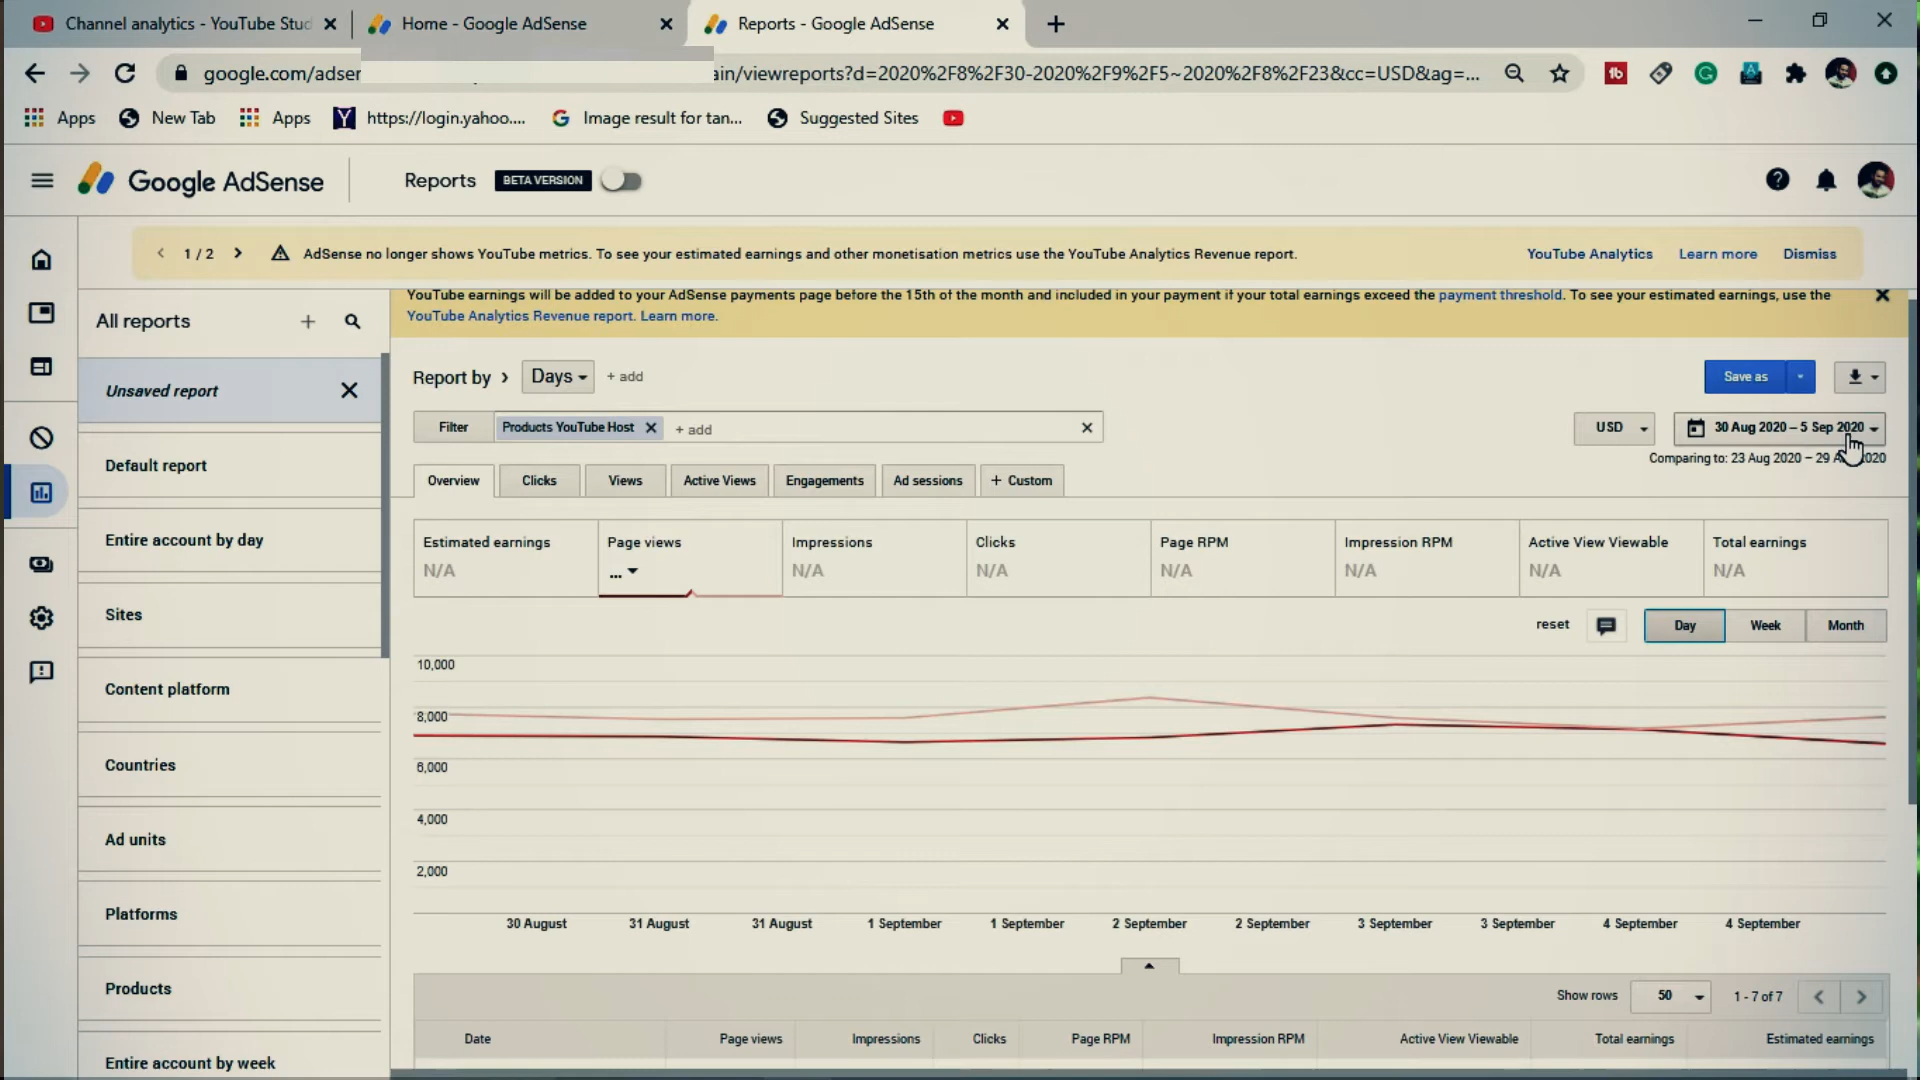 Channel analytics - YouTube Stud
Home - Google AdSense
Reports - Google AdSense
google.com/adser
ain/viewreports?d=2020%2F8%2F30-2020%2F9%2F5~2020%2F8%2F23&cc=USD&ag=...
Apps
New Tab
Apps
https://login.yahoo....
Image result for tan...
Suggested Sites
Google AdSense
Reports
BETA VERSION
1 / 2
AdSense no longer shows YouTube metrics. To see your estimated earnings and other monetisation metrics use the YouTube Analytics Revenue report.
YouTube Analytics
Learn more
Dismiss
YouTube earnings will be added to your AdSense payments page before the 15th of the month and included in your payment if your total earnings exceed the payment threshold. To see your estimated earnings, use the
YouTube Analytics Revenue report. Learn more.
All reports
Unsaved report
Default report
Entire account by day
Sites
Content platform
Countries
Ad units
Platforms
Products
Entire account by week
Report by
Days
+ add
Save as
Filter
Products YouTube Host
+ add
USD
30 Aug 2020 – 5 Sep 2020
Comparing to: 23 Aug 2020 – 29 A 2020
Overview
Clicks
Views
Active Views
Engagements
Ad sessions
+ Custom
Estimated earnings
N/A
Page views
...
Impressions
N/A
Clicks
N/A
Page RPM
N/A
Impression RPM
N/A
Active View Viewable
N/A
Total earnings
N/A
reset
Day
Week
Month
10,000
8,000
6,000
4,000
2,000
30 August
31 August
31 August
1 September
1 September
2 September
2 September
3 September
3 September
4 September
4 September
Show rows
50
1 - 7 of 7
Date
Page views
Impressions
Clicks
Page RPM
Impression RPM
Active View Viewable
Total earnings
Estimated earnings